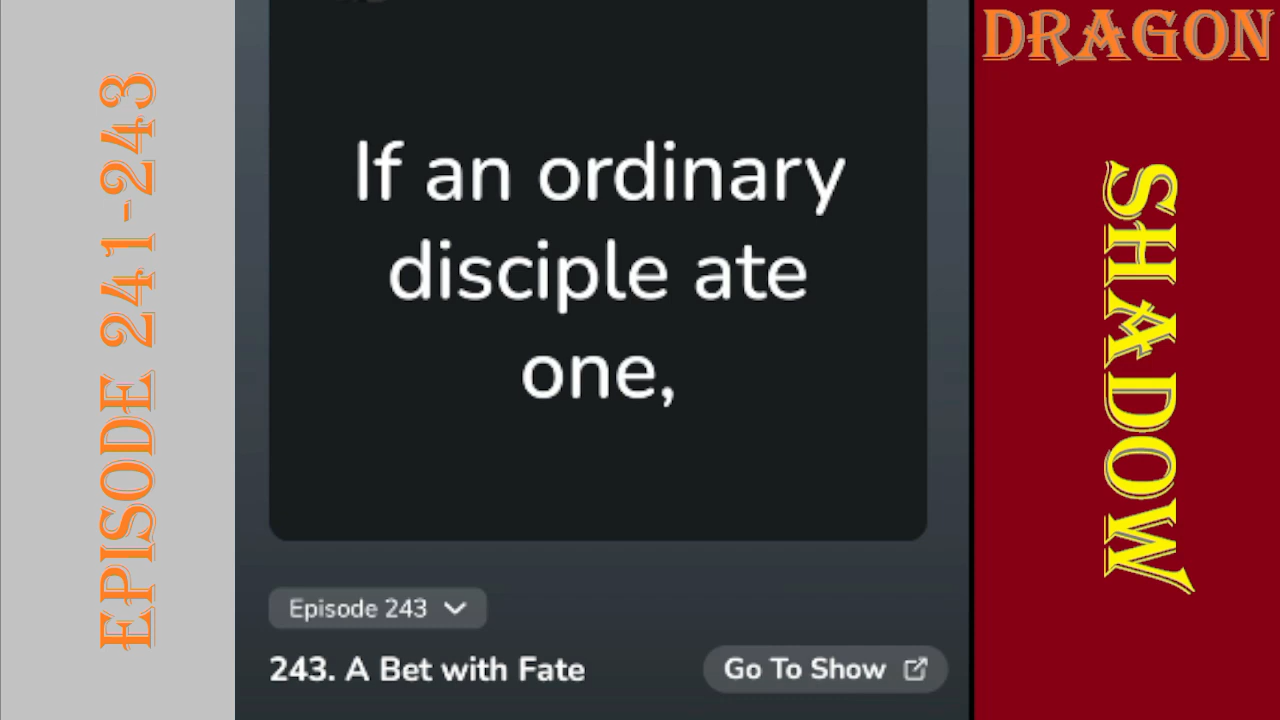 EPISODE 241-243
If an ordinary
disciple ate
one,
Episode 243
243. A Bet with Fate
Go To Show
DRAGON
SHADOW